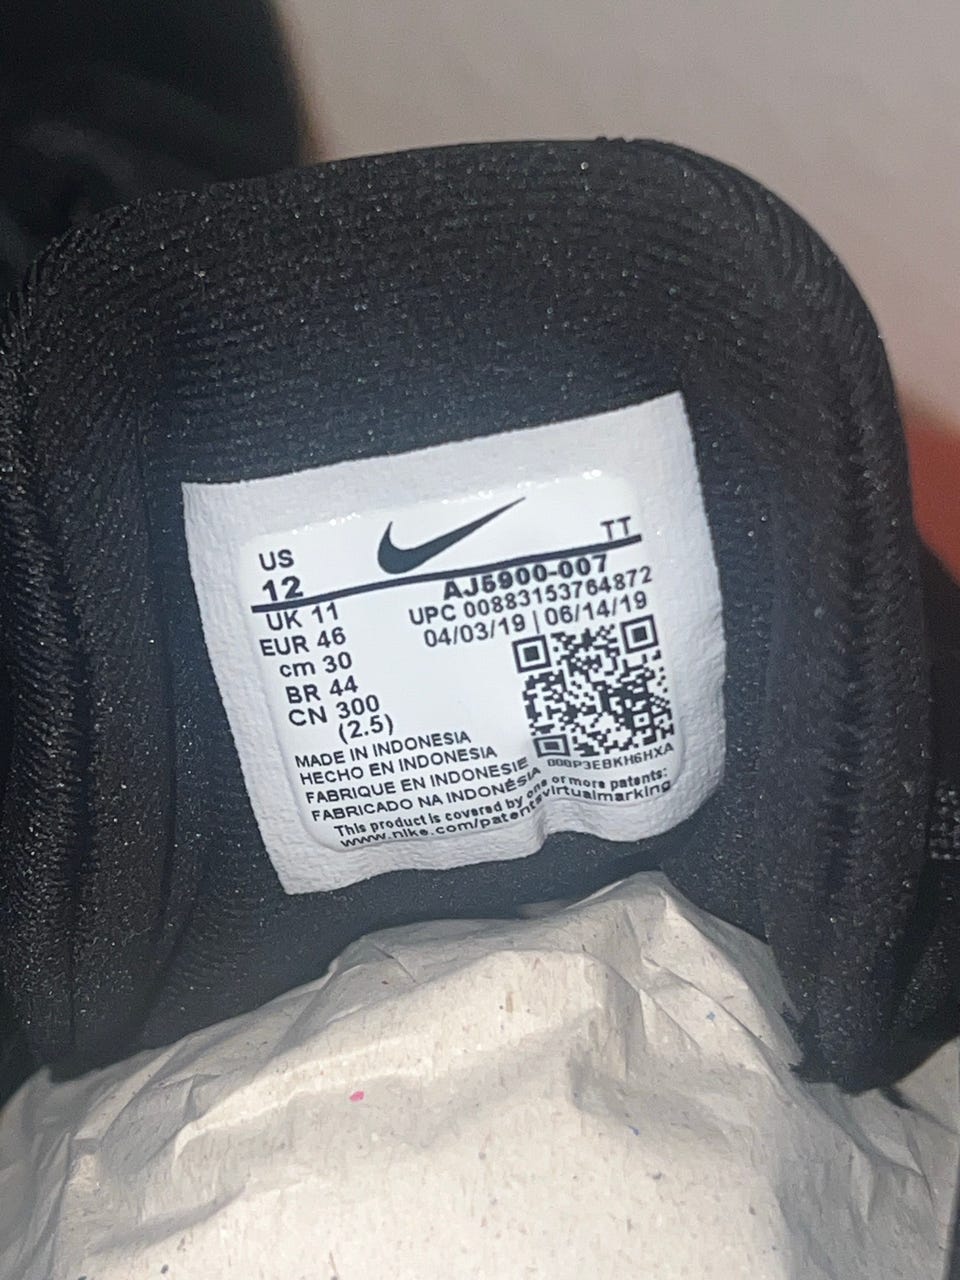 US
12
TT
AJ5900-007
UPC 00883153764872
04/03/19 | 06/14/19
UK 11
EUR 46
cm 30
BR 44
CN 300
(2.5)
000P3EBKH6HXA
MADE IN INDONESIA
HECHO EN INDONESIA
FABRIQUE EN INDONESIE
FABRICADO NA INDONÉSIA
This product is covered by one or more patents:
www.nike.com/patentsvirtualmarking